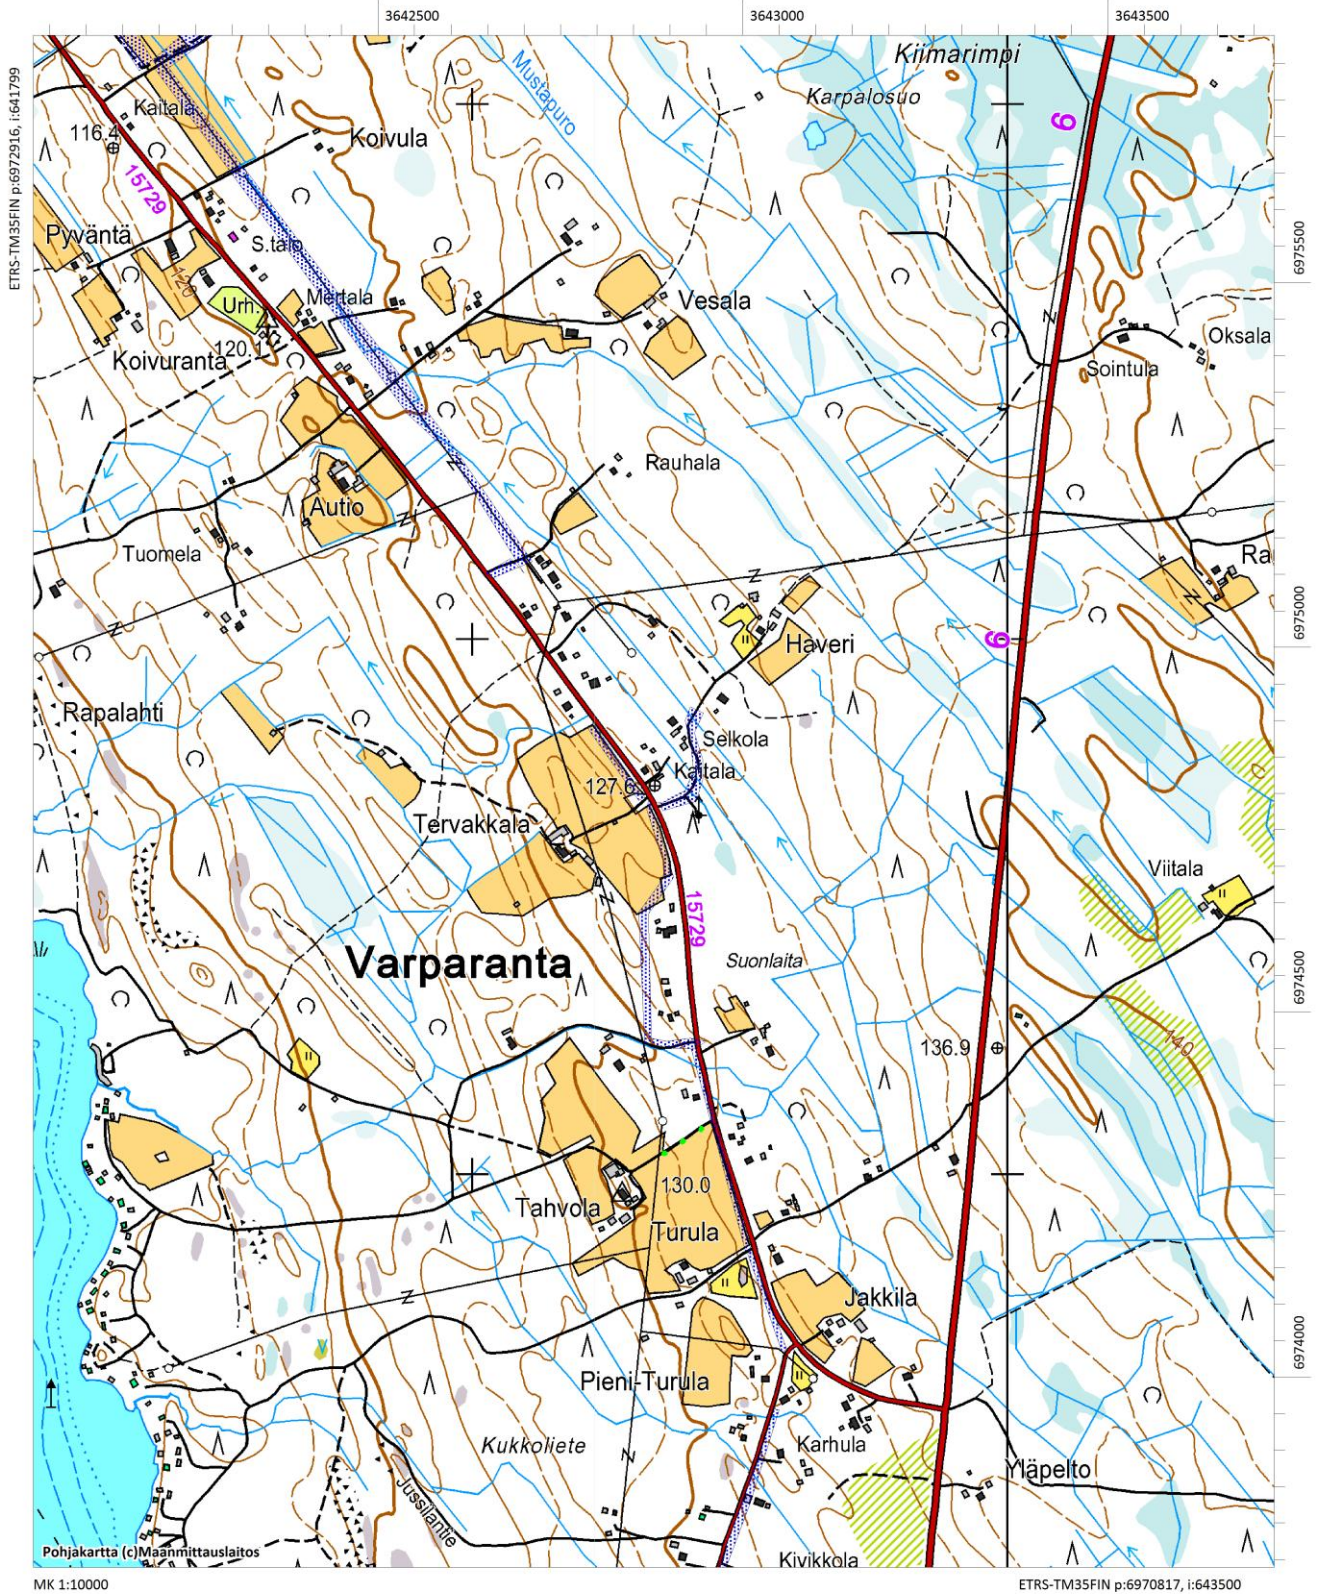 3642500
3643000
3643500
ETRS-TM35FIN p:6972916, i:641799
Kiimarimpi
Mustapuro
Karpalosuo
Kaitala
116.4
Koivula
6
15729
Pyväntä
S.talo
120
Urh.
Mertala
Vesala
6975500
120.1
Koivuranta
Oksala
Sointula
Rauhala
Autio
Tuomela
Ra
6975000
Haveri
6
Rapalahti
Selkola
Kaitala
127.6
Tervakkala
Viitala
15729
Varparanta
Suonlaita
6974500
136.9
140
130.0
Tahvola
Turula
Jakkila
6974000
Pieni-Turula
Kukkoliete
Karhula
Yläpelto
Jussilantie
Kivikkola
Pohjakartta (c)Maanmittauslaitos
MK 1:10000
ETRS-TM35FIN p:6970817, i:643500